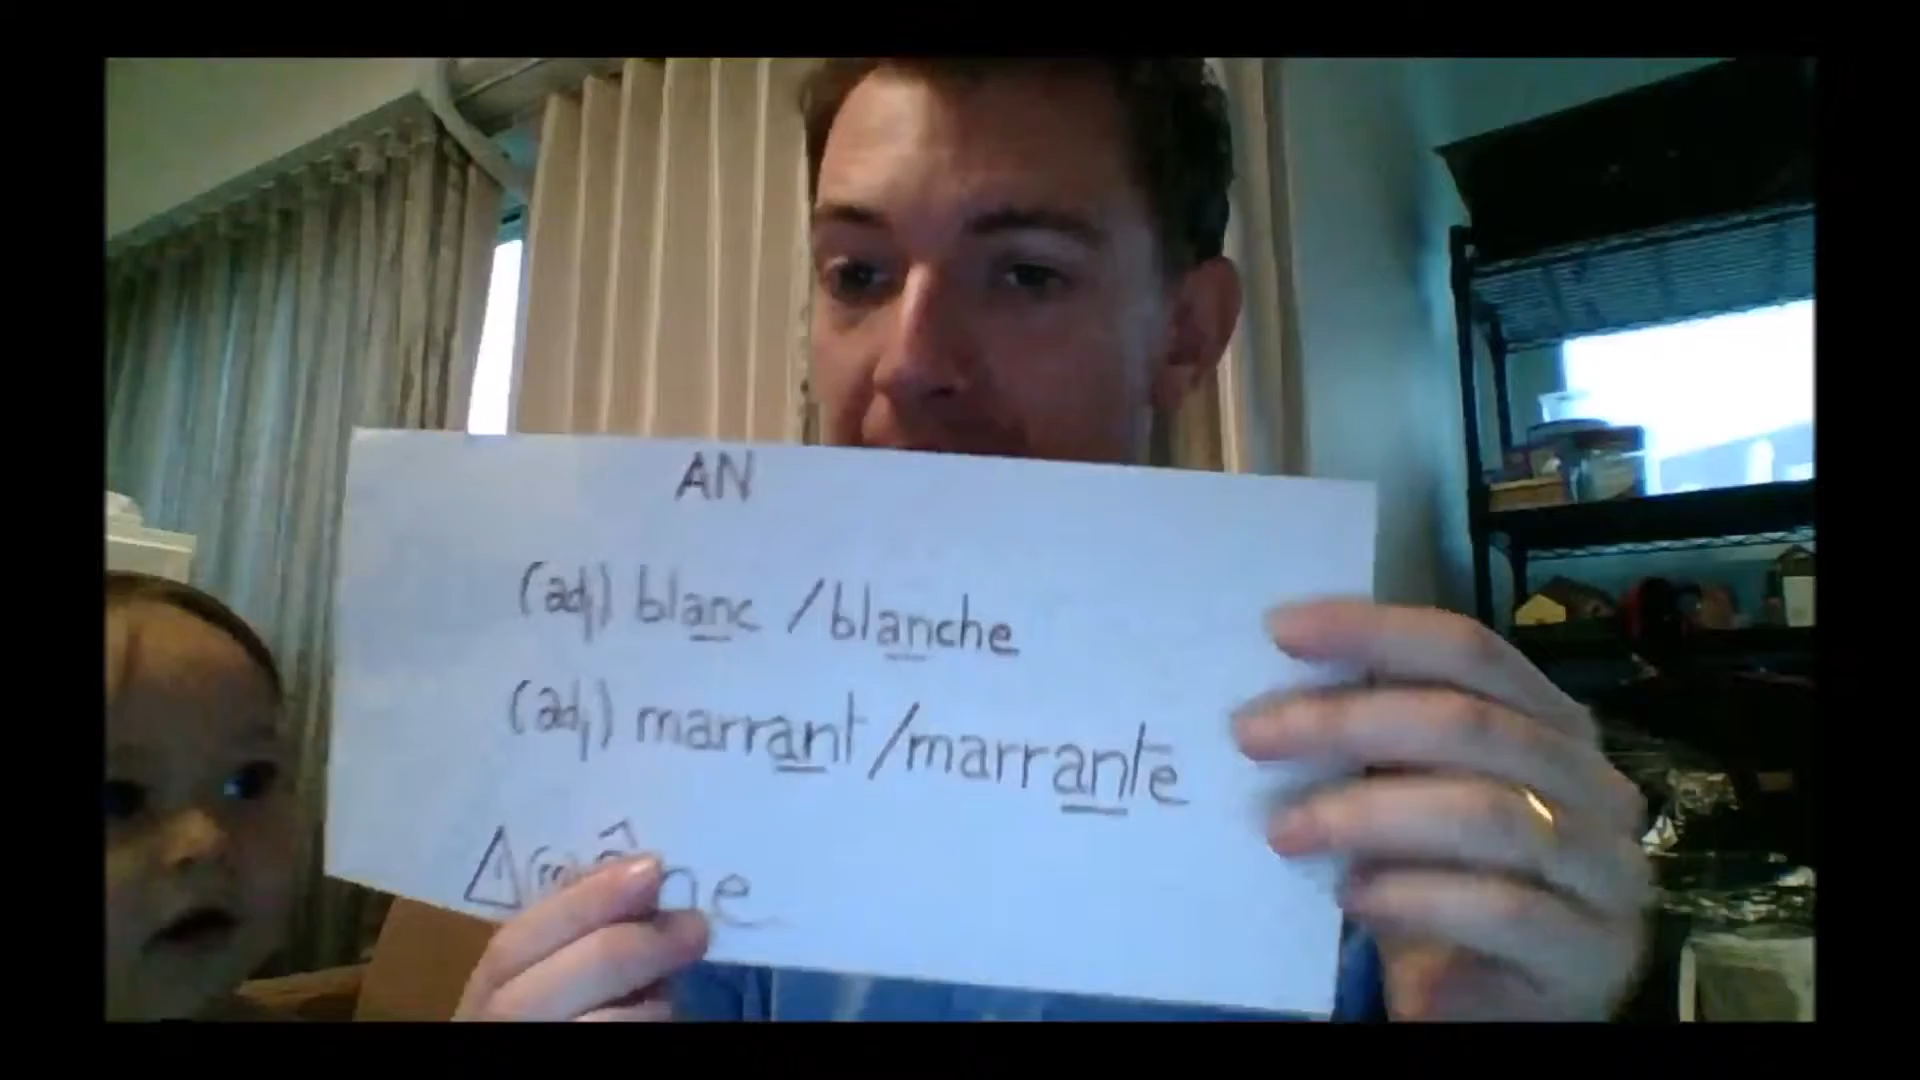 AN
(adj) blanc / blanche
(adj) marrant / marrante